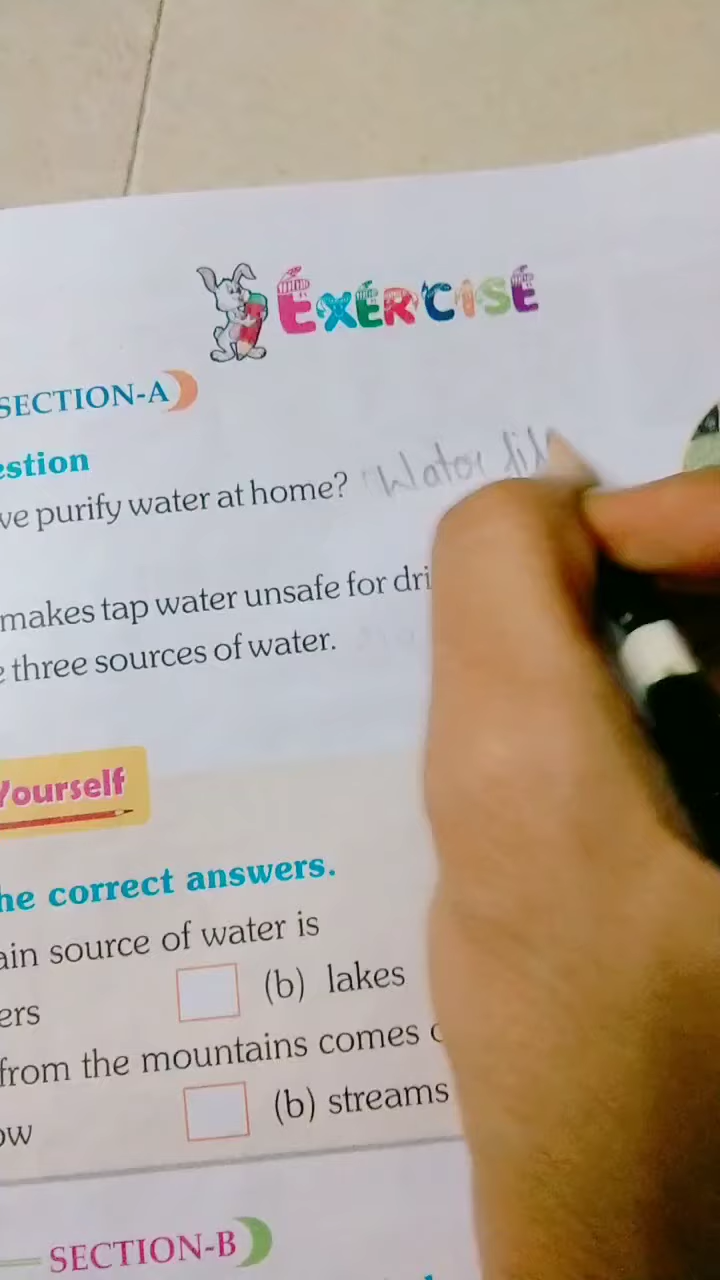 EXERCISE
SECTION-A
estion
ve purify water at home? Water fil
makes tap water unsafe for dri
e three sources of water.
Yourself
he correct answers.
ain source of water is
ers (b) lakes
from the mountains comes
ow (b) streams
SECTION-B